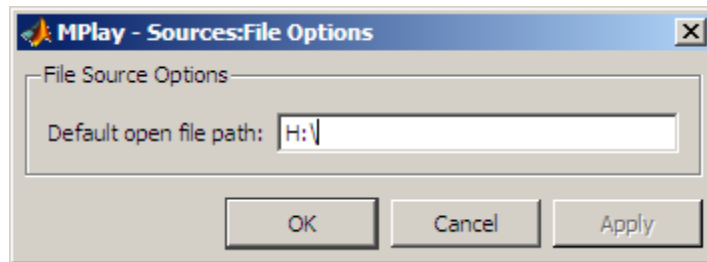 MPlay - Sources:File Options
File Source Options
Default open file path: H:\
OK Cancel Apply